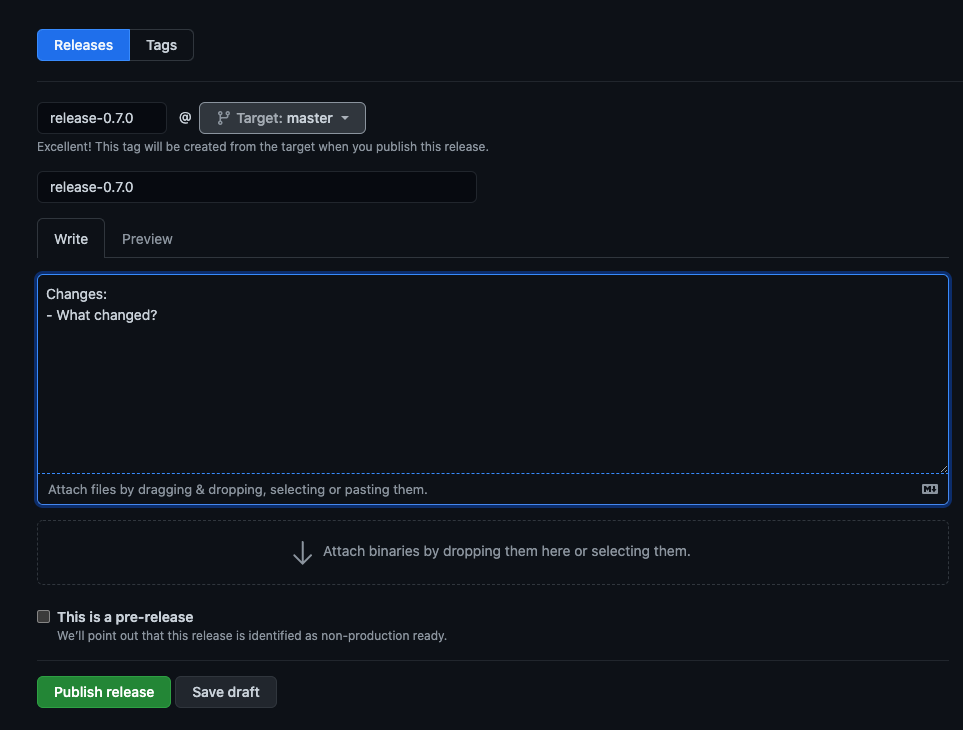 Releases Tags
release-0.7.0 @ Target: master
Excellent! This tag will be created from the target when you publish this release.
release-0.7.0
Write Preview
Changes:
- What changed?
Attach files by dragging & dropping, selecting or pasting them.
Attach binaries by dropping them here or selecting them.
This is a pre-release
We’ll point out that this release is identified as non-production ready.
Publish release Save draft